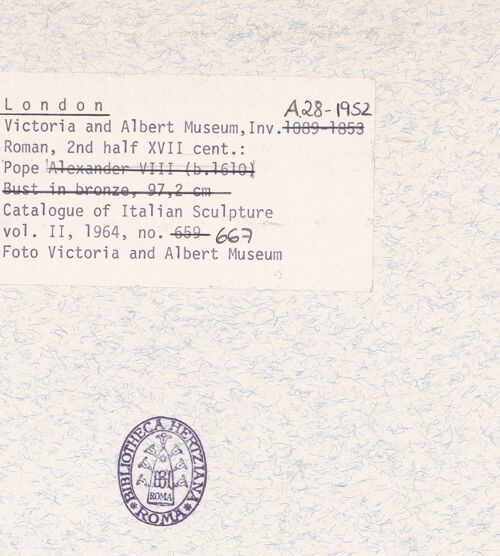 London
A.28-1952
Victoria and Albert Museum, Inv. 1089-1853
Roman, 2nd half XVII cent.:
Pope Alexander VIII (b.1610)
Bust in bronze, 97,2 cm
Catalogue of Italian Sculpture
vol. II, 1964, no. 659 667
Foto Victoria and Albert Museum
BIBLIOTHECA HERTZIANA
BH
ROMA
* ROMA *